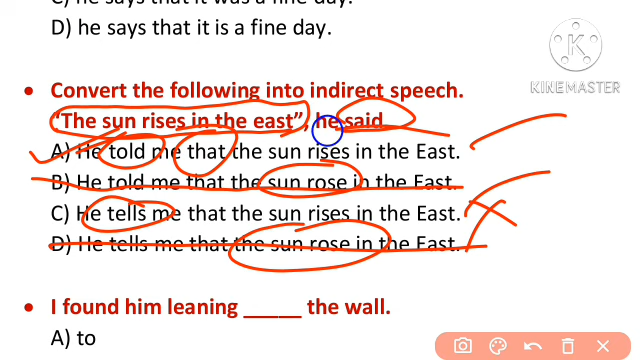 C) he says that it was a fine day.
D) he says that it is a fine day.
KINEMASTER
• Convert the following into indirect speech.
"The sun rises in the east", he said
A) He told me that the sun rises in the East.
B) He told me that the sun rose in the East.
C) He tells me that the sun rises in the East.
D) He tells me that the sun rose in the East.
• I found him leaning _____ the wall.
A) to